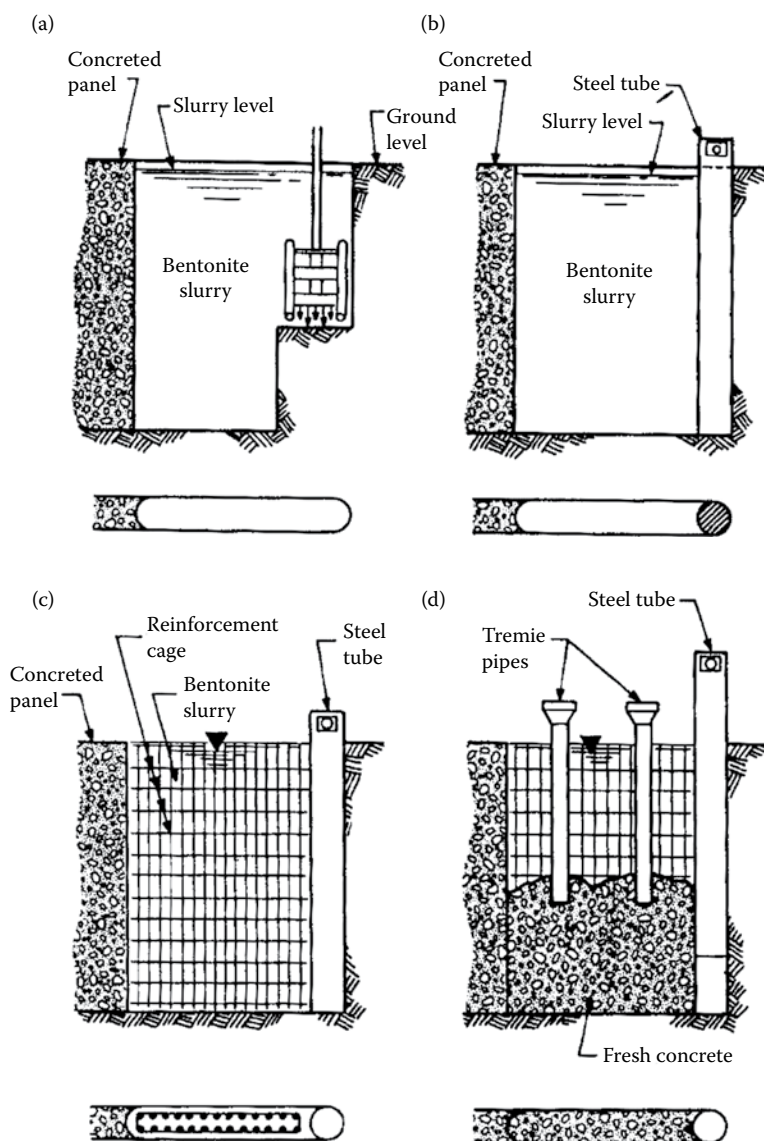 (a)
Concreted
panel
Slurry level
Ground
level
Bentonite
slurry
(b)
Concreted
panel
Steel tube
Slurry level
Bentonite
slurry
(c)
Reinforcement
cage
Steel
tube
Concreted
panel
Bentonite
slurry
(d)
Steel tube
Tremie
pipes
Fresh concrete